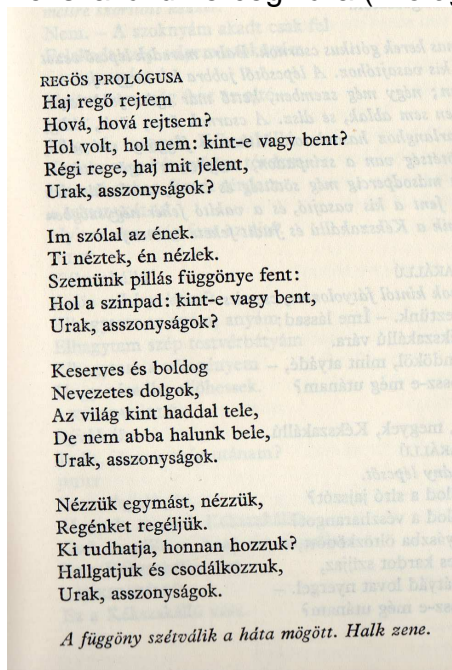 REGÖS PROLÓGUSA
Haj regő rejtem
Hová, hová rejtsem?
Hol volt, hol nem: kint-e vagy bent?
Régi rege, haj mit jelent,
Urak, asszonyságok?
Im szólal az ének.
Ti néztek, én nézlek.
Szemünk pillás függönye fent:
Hol a szinpad: kint-e vagy bent,
Urak, asszonyságok?
Keserves és boldog
Nevezetes dolgok,
Az világ kint haddal tele,
De nem abba halunk bele,
Urak, asszonyságok.
Nézzük egymást, nézzük,
Regénket regéljük.
Ki tudhatja, honnan hozzuk?
Hallgatjuk és csodálkozzuk,
Urak, asszonyságok.
A függöny szétválik a háta mögött. Halk zene.